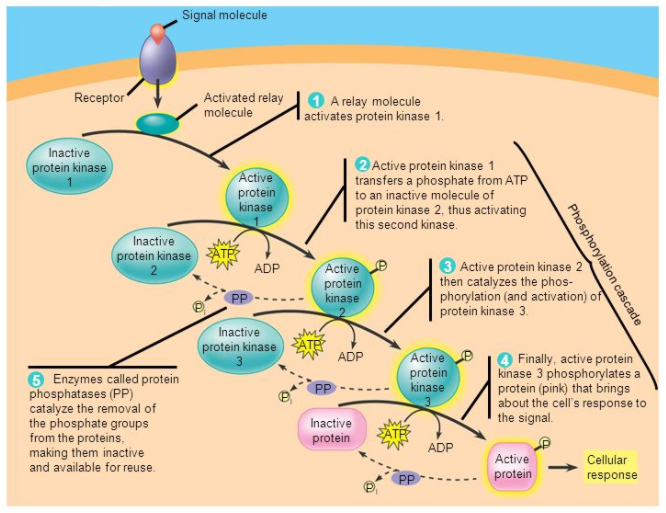 Signal molecule
Receptor
Activated relay
molecule
1 A relay molecule
activates protein kinase 1.
Inactive
protein kinase
1
Active
protein
kinase
1
2 Active protein kinase 1
transfers a phosphate from ATP
to an inactive molecule of
protein kinase 2, thus activating
this second kinase.
Phosphorylation cascade
Inactive
protein kinase
2
ATP
ADP
Active
protein
kinase
2
P
PP
Pi
3 Active protein kinase 2
then catalyzes the phos-
phorylation (and activation) of
protein kinase 3.
Inactive
protein kinase
3
ATP
ADP
Active
protein
kinase
3
P
PP
Pi
4 Finally, active protein
kinase 3 phosphorylates a
protein (pink) that brings
about the cell's response to
the signal.
5 Enzymes called protein
phosphatases (PP)
catalyze the removal of
the phosphate groups
from the proteins,
making them inactive
and available for reuse.
Inactive
protein
ATP
ADP
Active
protein
P
PP
Pi
Cellular
response